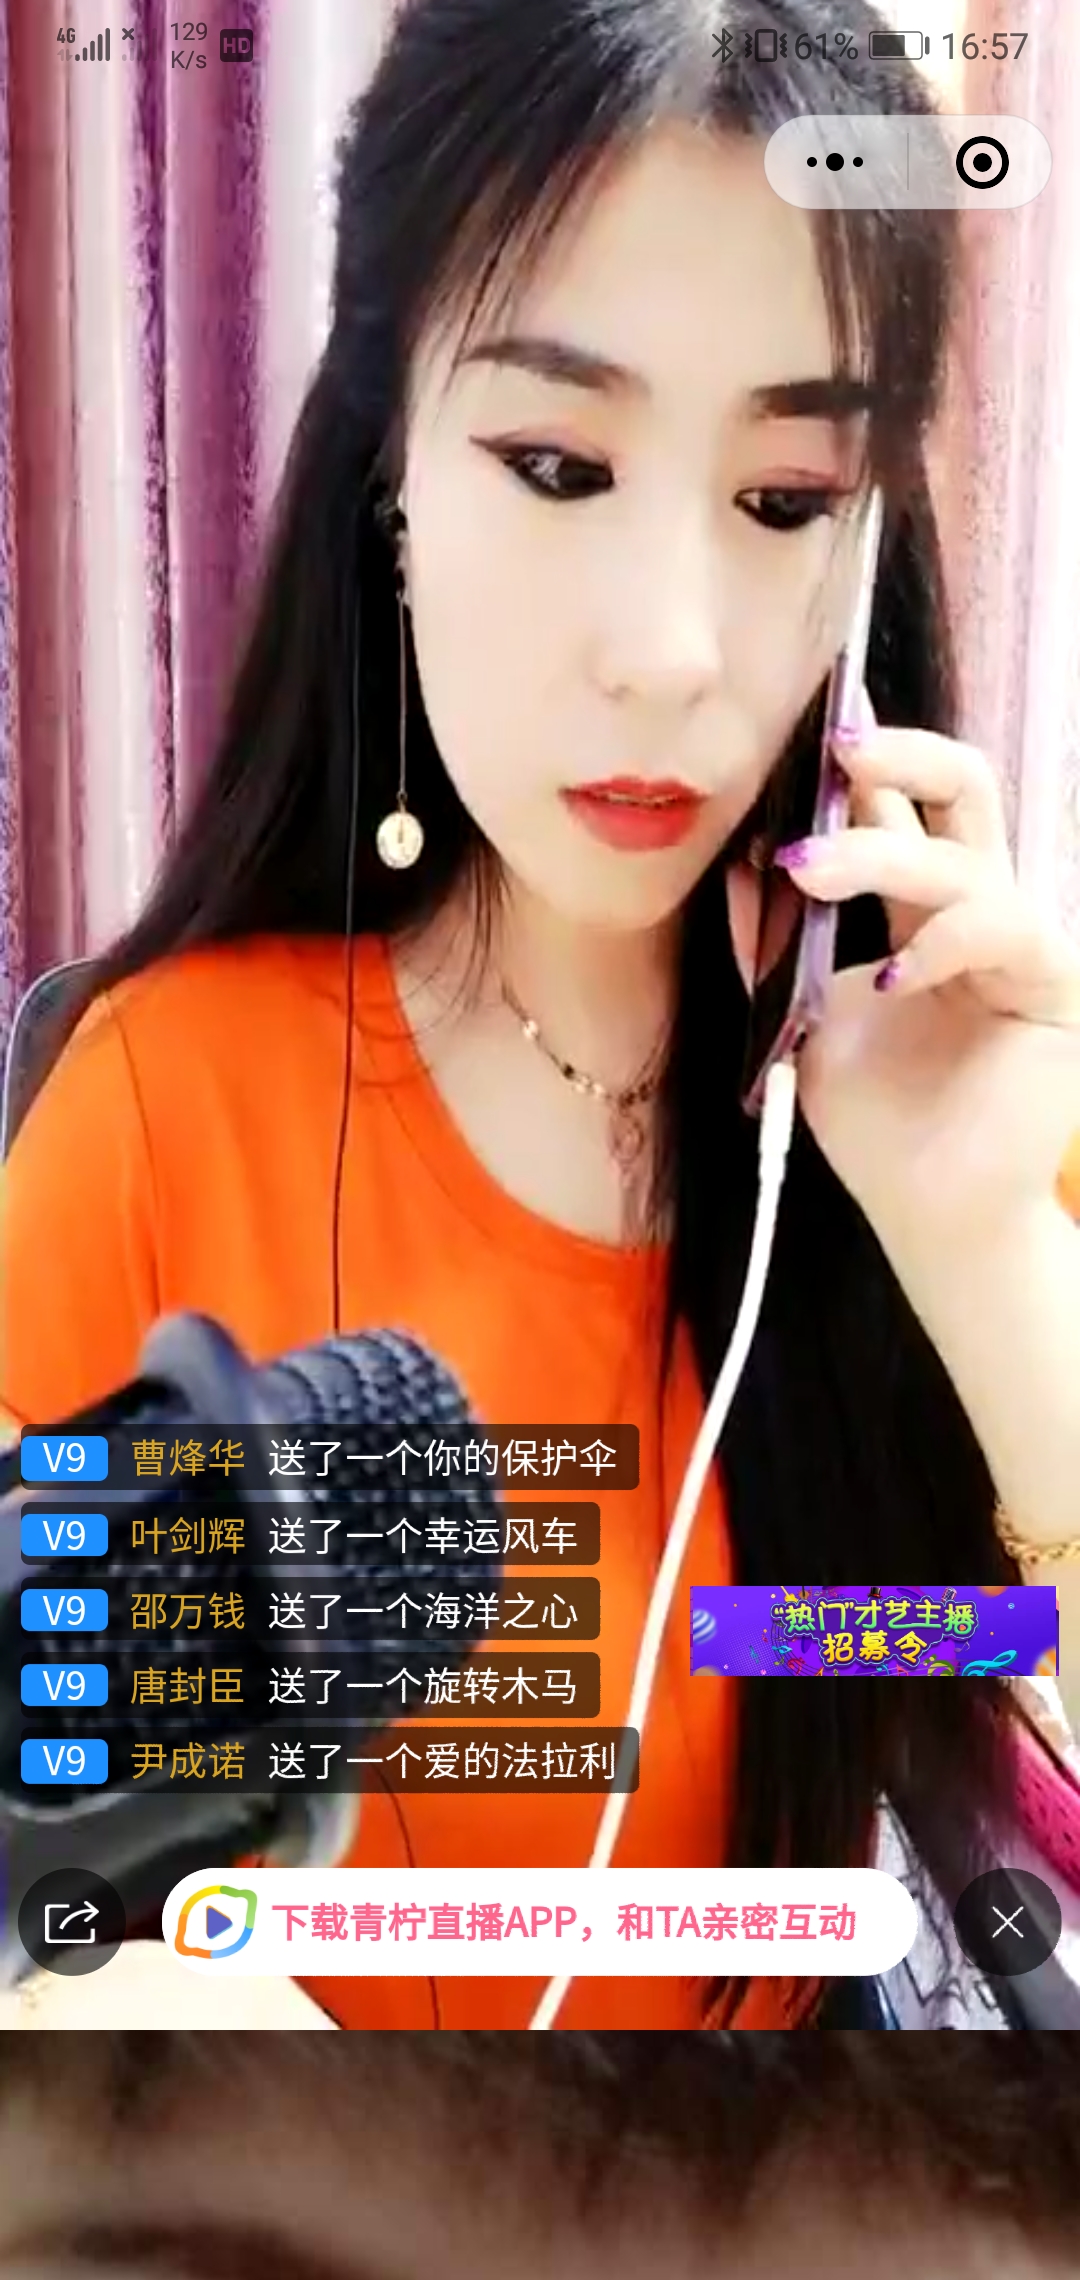 4G
129
K/s
HD
61%
16:57
V9 曹烽华 送了一个你的保护伞
V9 叶剑辉 送了一个幸运风车
V9 邵万钱 送了一个海洋之心
“热门”才艺主播
招募令
V9 唐封臣 送了一个旋转木马
V9 尹成诺 送了一个爱的法拉利
下载青柠直播APP，和TA亲密互动